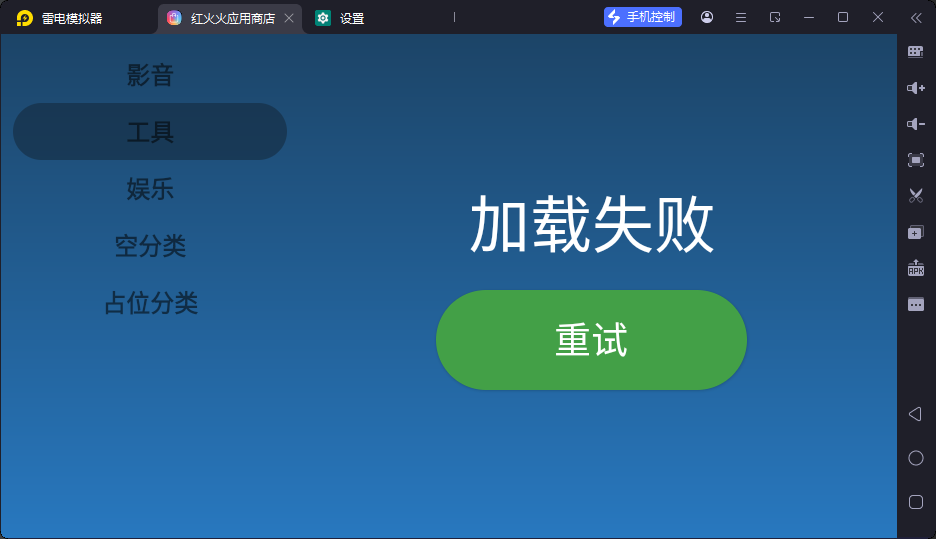 雷电模拟器
红火火应用商店
设置
手机控制
影音
工具
娱乐
空分类
占位分类
加载失败
重试
APK